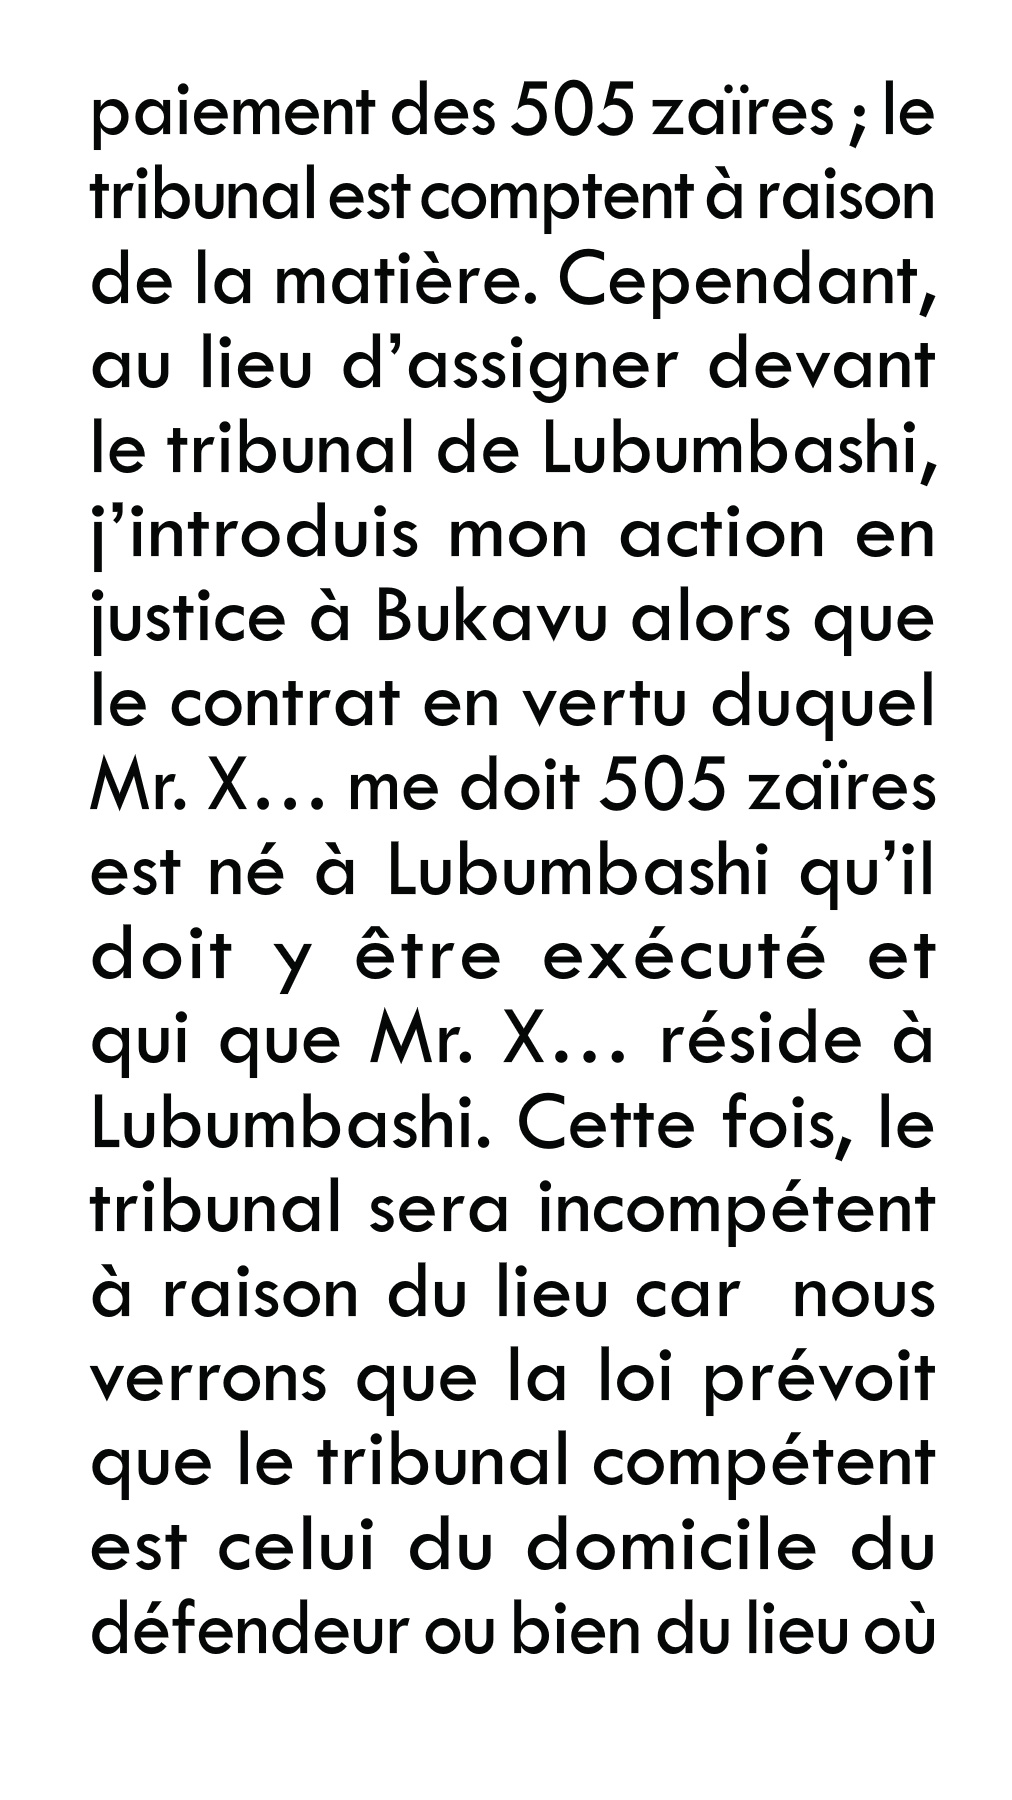 paiement des 505 zaïres ; le
tribunal est comptent à raison
de la matière. Cependant,
au lieu d’assigner devant
le tribunal de Lubumbashi,
j’introduis mon action en
justice à Bukavu alors que
le contrat en vertu duquel
Mr. X… me doit 505 zaïres
est né à Lubumbashi qu’il
doit y être exécuté et
qui que Mr. X… réside à
Lubumbashi. Cette fois, le
tribunal sera incompétent
à raison du lieu car  nous
verrons que la loi prévoit
que le tribunal compétent
est celui du domicile du
défendeur ou bien du lieu où